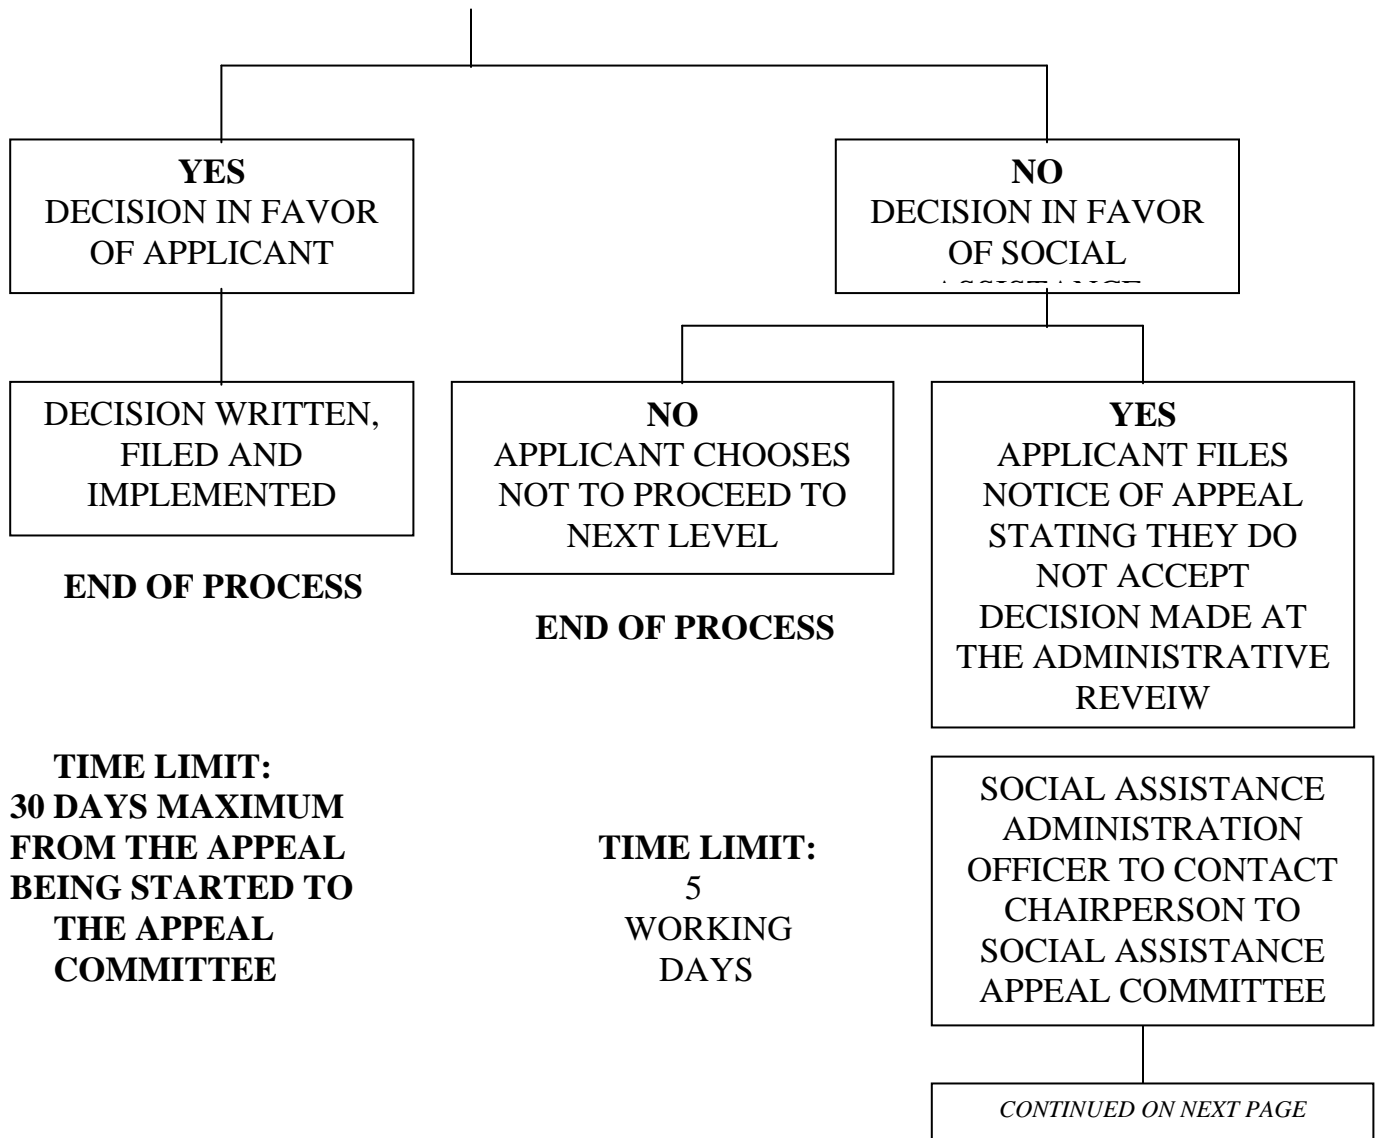 YES
DECISION IN FAVOR
OF APPLICANT
NO
DECISION IN FAVOR
OF SOCIAL
ASSISTANCE
DECISION WRITTEN,
FILED AND
IMPLEMENTED
END OF PROCESS
NO
APPLICANT CHOOSES
NOT TO PROCEED TO
NEXT LEVEL
END OF PROCESS
YES
APPLICANT FILES
NOTICE OF APPEAL
STATING THEY DO
NOT ACCEPT
DECISION MADE AT
THE ADMINISTRATIVE
REVEIW
TIME LIMIT:
30 DAYS MAXIMUM
FROM THE APPEAL
BEING STARTED TO
THE APPEAL
COMMITTEE
TIME LIMIT:
5
WORKING
DAYS
SOCIAL ASSISTANCE
ADMINISTRATION
OFFICER TO CONTACT
CHAIRPERSON TO
SOCIAL ASSISTANCE
APPEAL COMMITTEE
CONTINUED ON NEXT PAGE